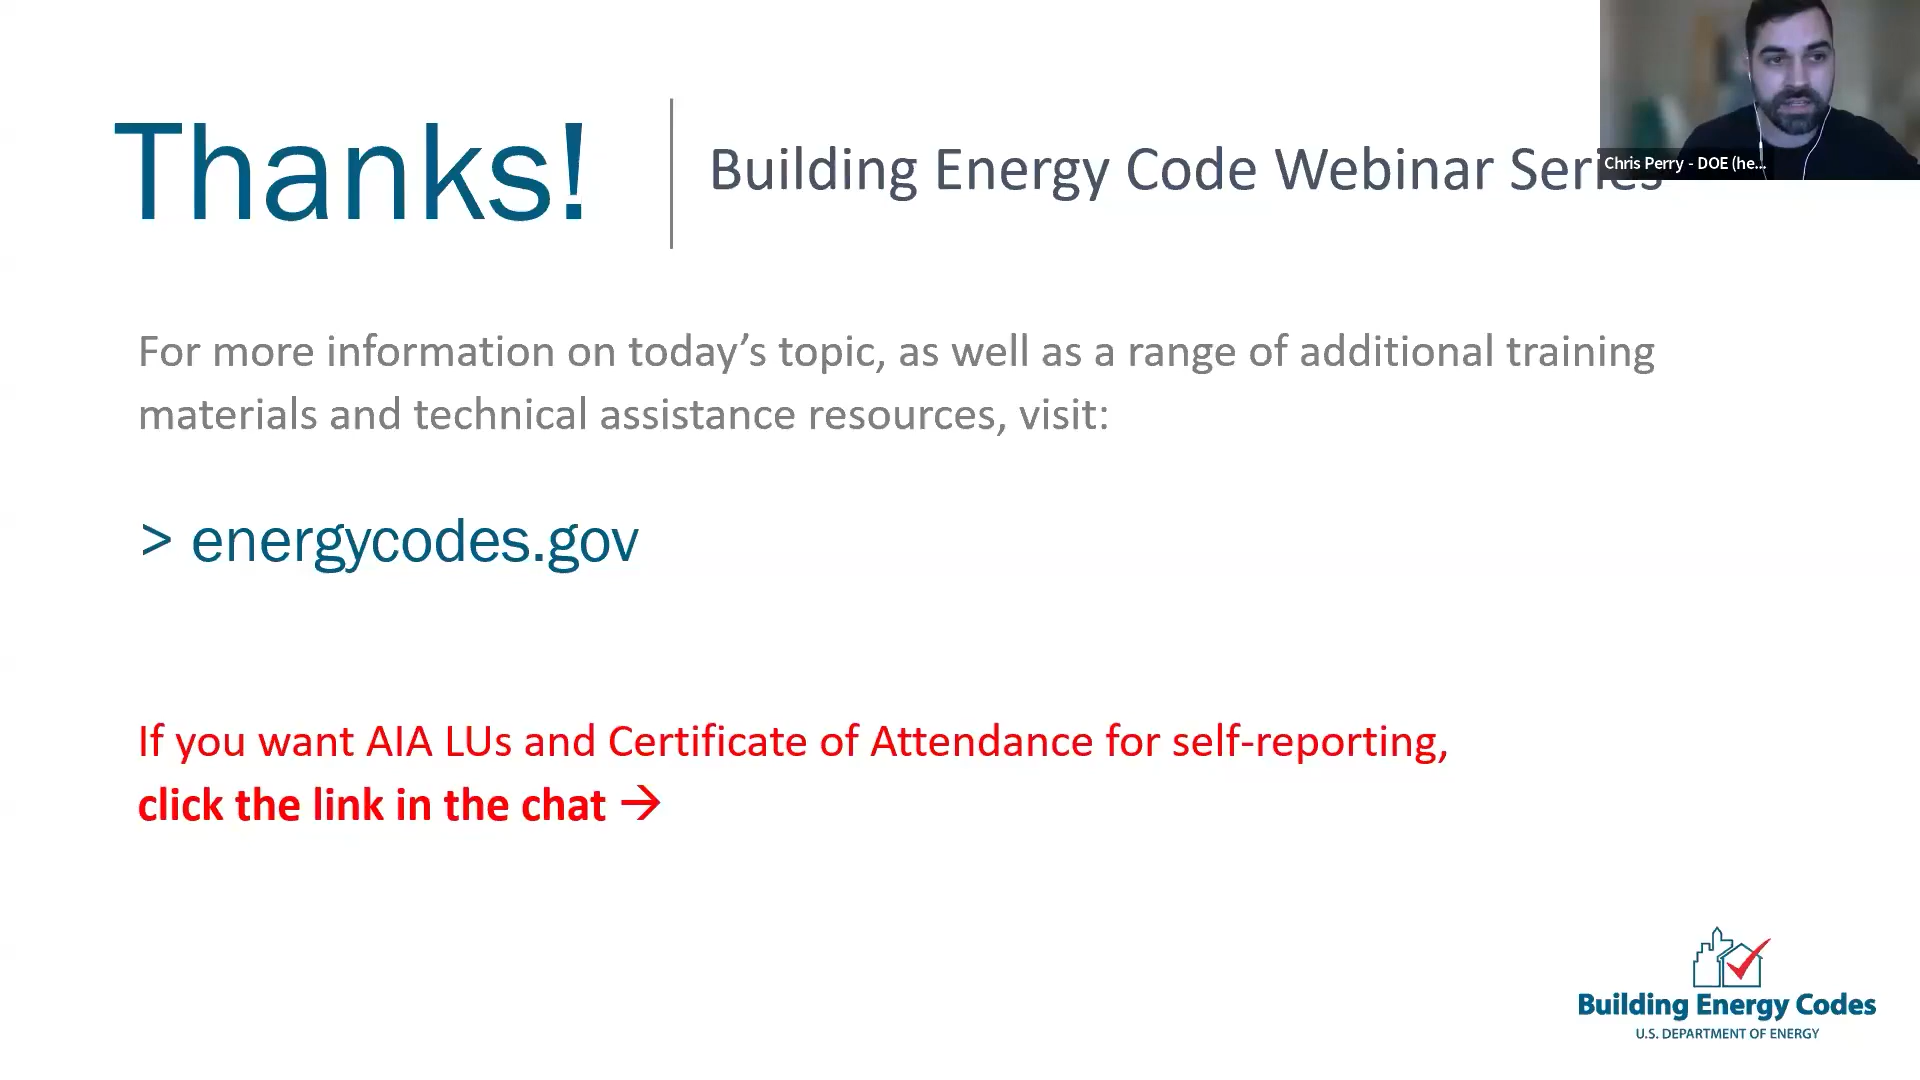 Thanks!
Building Energy Code Webinar Series
Chris Perry - DOE (he...
For more information on today’s topic, as well as a range of additional training
materials and technical assistance resources, visit:
> energycodes.gov
If you want AIA LUs and Certificate of Attendance for self-reporting,
click the link in the chat →
Building Energy Codes
U.S. DEPARTMENT OF ENERGY